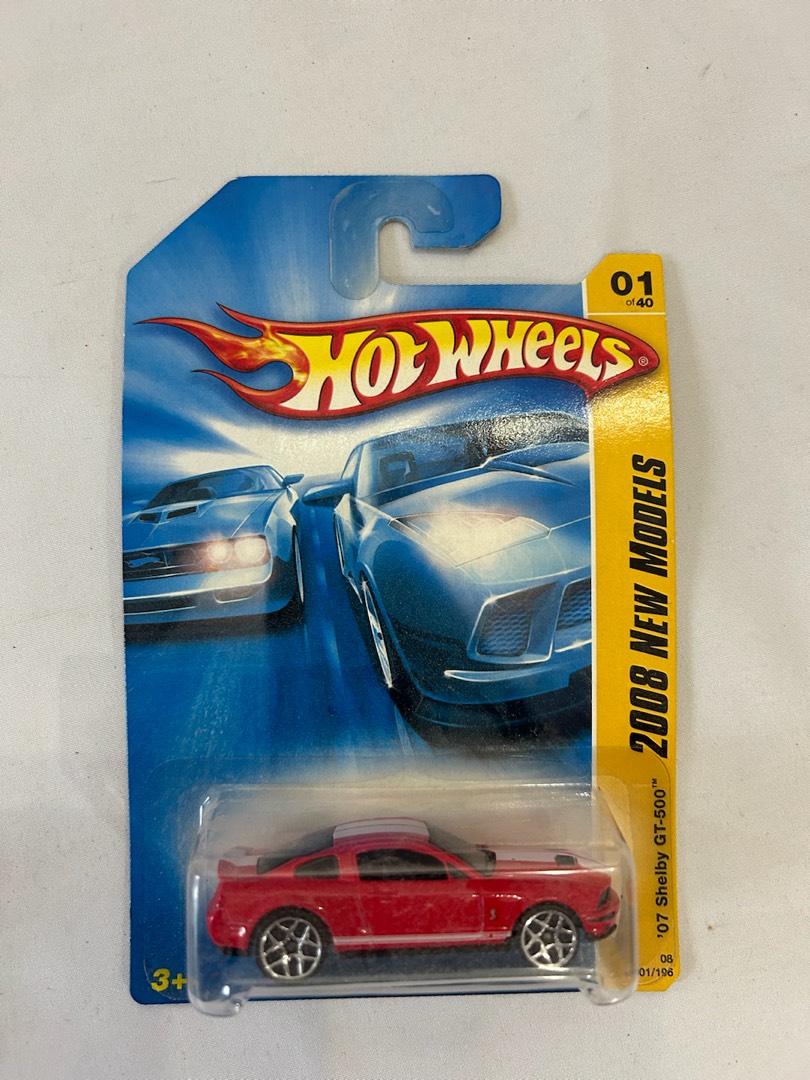 01
of 40
HOT WHEELS®
2008 NEW MODELS
'07 Shelby GT-500™
08
01/196
3+